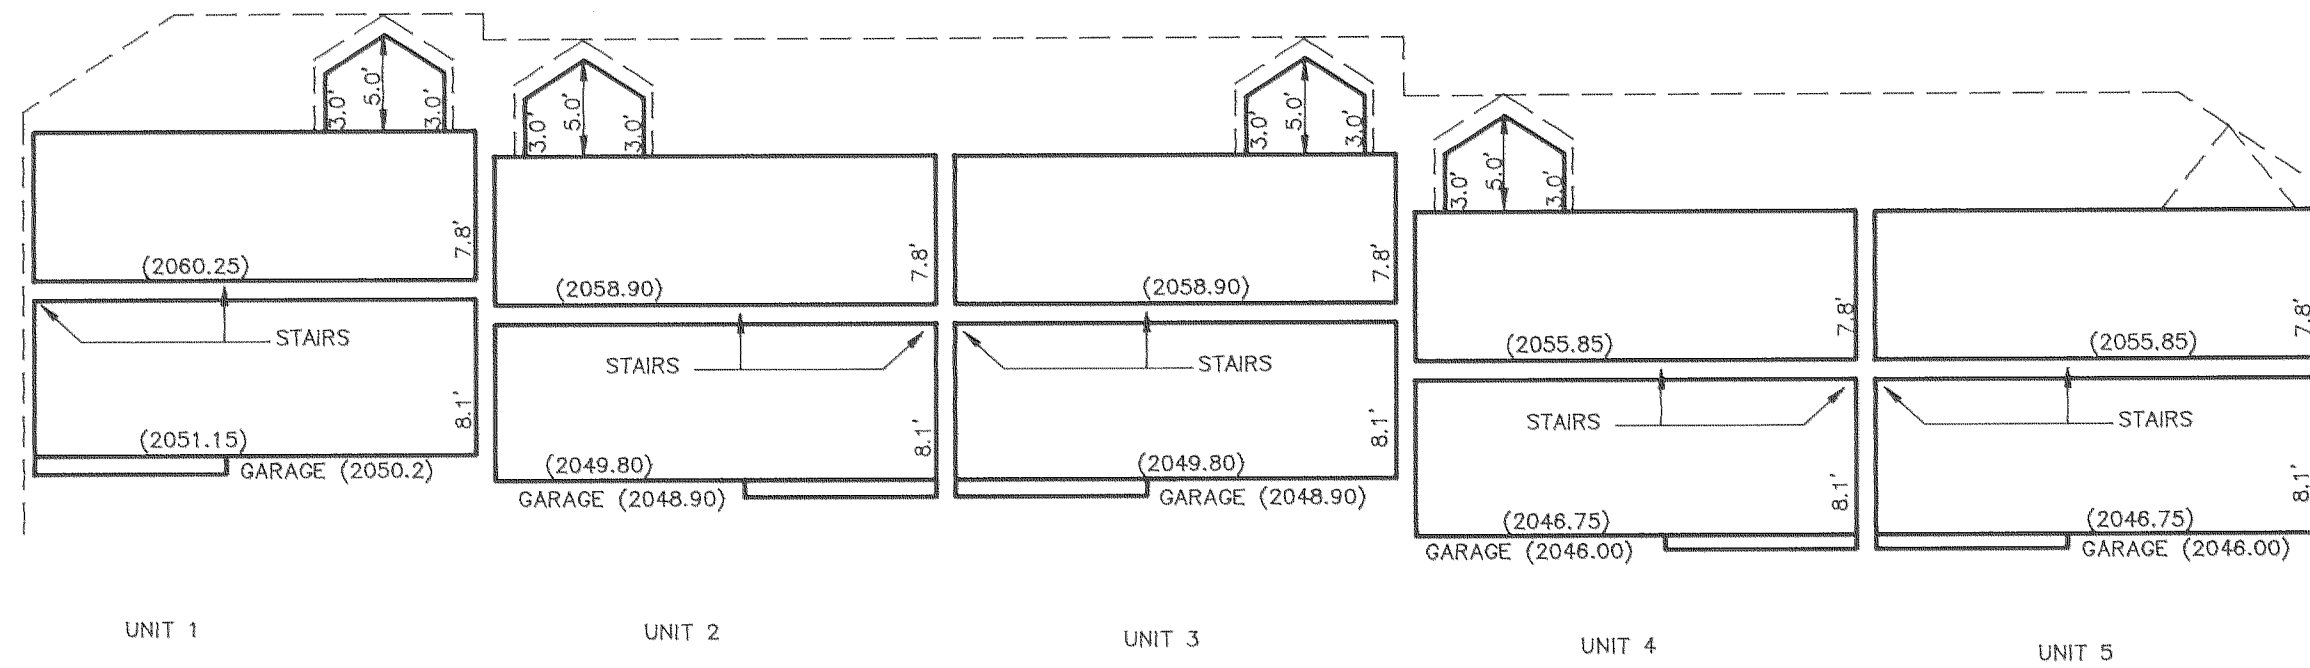 3.0' 5.0' 3.0'
3.0' 5.0' 3.0'
3.0' 5.0' 3.0'
3.0' 5.0' 3.0'
7.8'
(2060.25)
7.8'
(2058.90)
7.8'
(2058.90)
7.8'
(2055.85)
7.8'
(2055.85)
STAIRS
STAIRS
STAIRS
STAIRS
STAIRS
8.1'
(2051.15)
GARAGE (2050.2)
8.1'
(2049.80)
GARAGE (2048.90)
8.1'
(2049.80)
GARAGE (2048.90)
8.1'
(2046.75)
GARAGE (2046.00)
8.1'
(2046.75)
GARAGE (2046.00)
UNIT 1
UNIT 2
UNIT 3
UNIT 4
UNIT 5